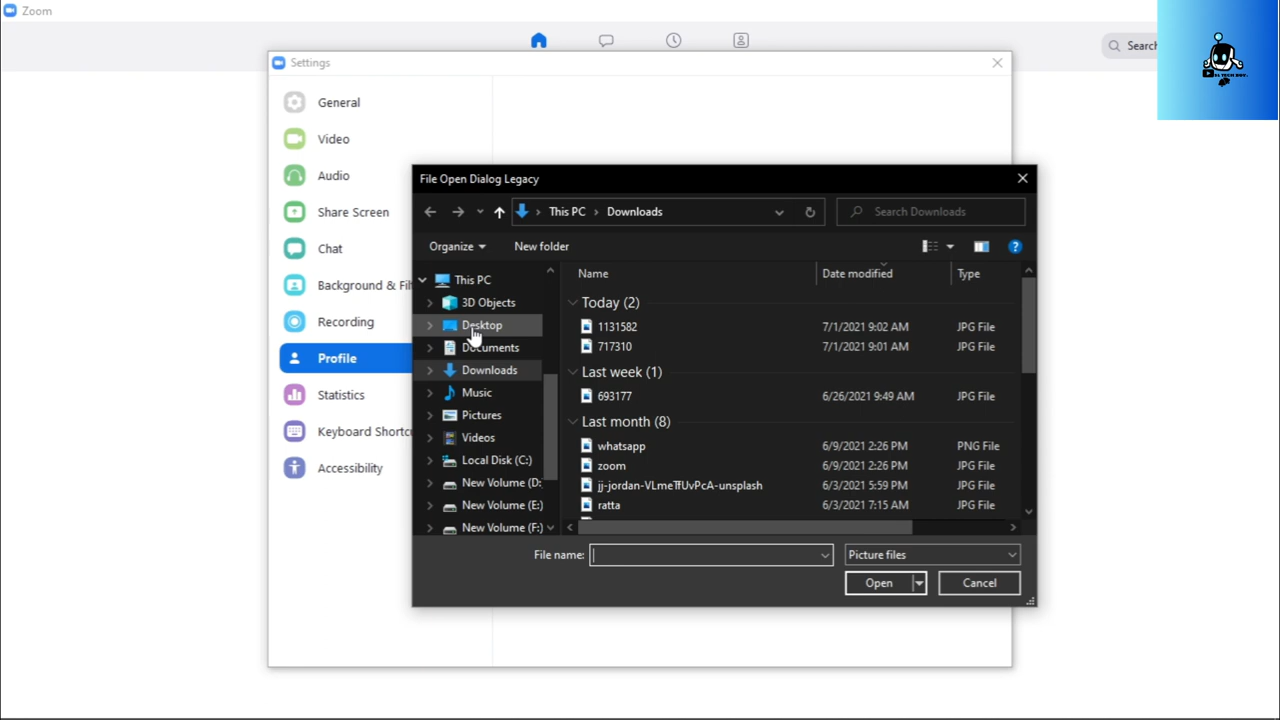 Zoom
Search
Settings
General
Video
Audio
Share Screen
Chat
Background & Fil
Recording
Profile
Statistics
Keyboard Shortc
Accessibility
File Open Dialog Legacy
This PC > Downloads
Search Downloads
Organize
New folder
This PC
3D Objects
Desktop
Documents
Downloads
Music
Pictures
Videos
Local Disk (C:)
New Volume (D:
New Volume (E:)
New Volume (F:)
Name Date modified Type
Today (2)
1131582 7/1/2021 9:02 AM JPG File
717310 7/1/2021 9:01 AM JPG File
Last week (1)
693177 6/26/2021 9:49 AM JPG File
Last month (8)
whatsapp 6/9/2021 2:26 PM PNG File
zoom 6/9/2021 2:26 PM JPG File
jj-jordan-VLmeTfUvPcA-unsplash 6/3/2021 5:59 PM JPG File
ratta 6/3/2021 7:15 AM JPG File
File name:
Picture files
Open
Cancel